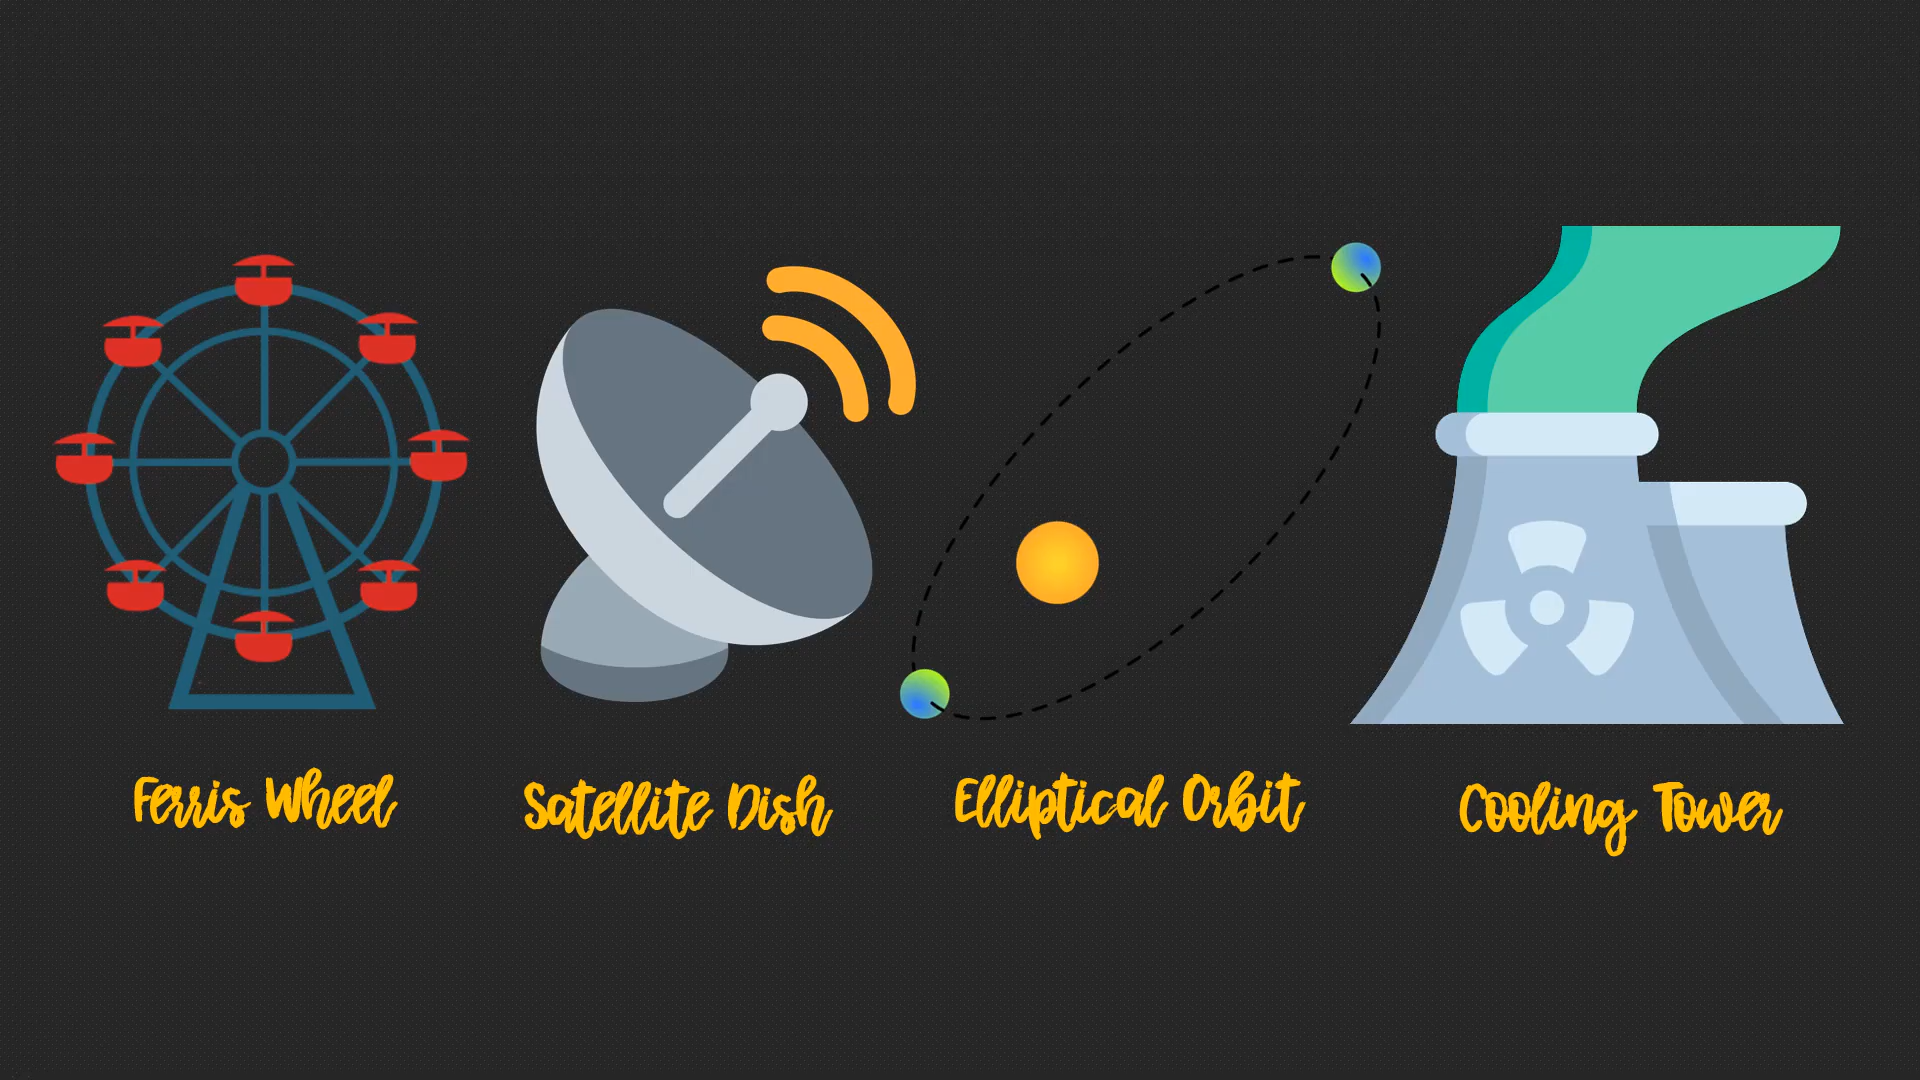 Ferris Wheel
Satellite Dish
Elliptical Orbit
Cooling Tower